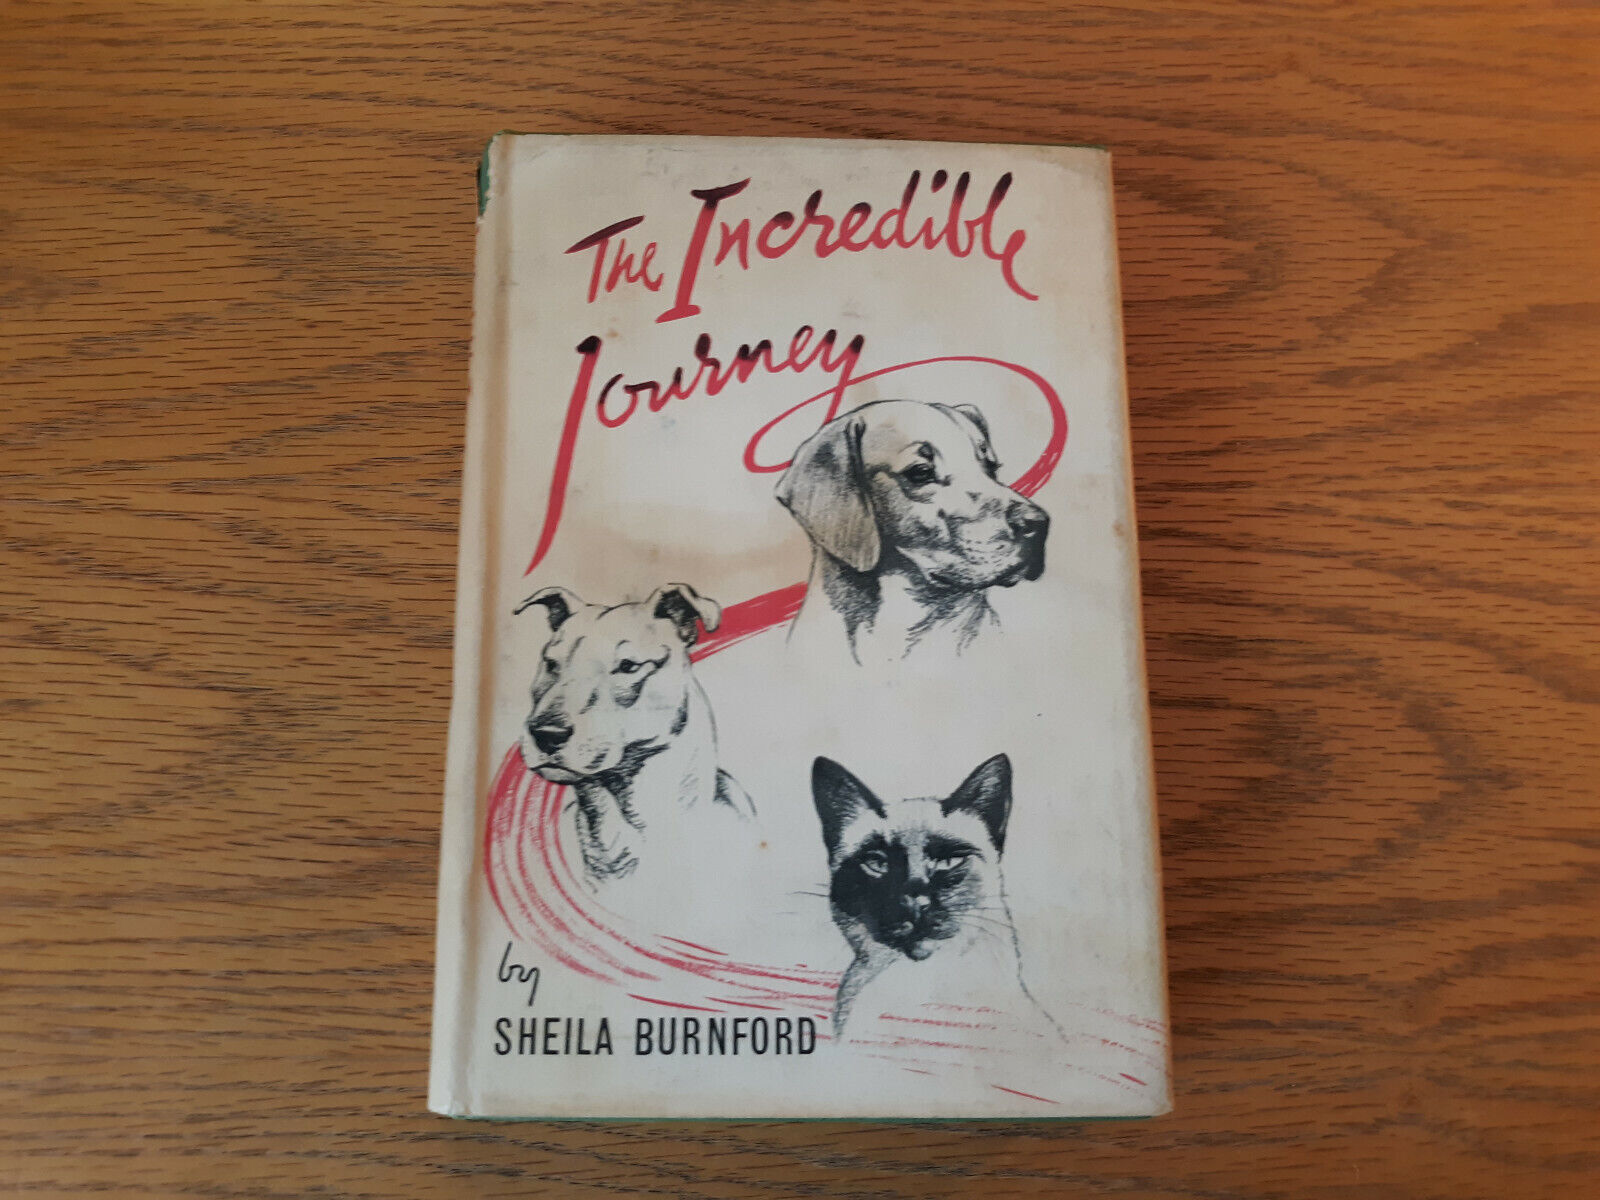 The Incredible
Journey
by
SHEILA BURNFORD